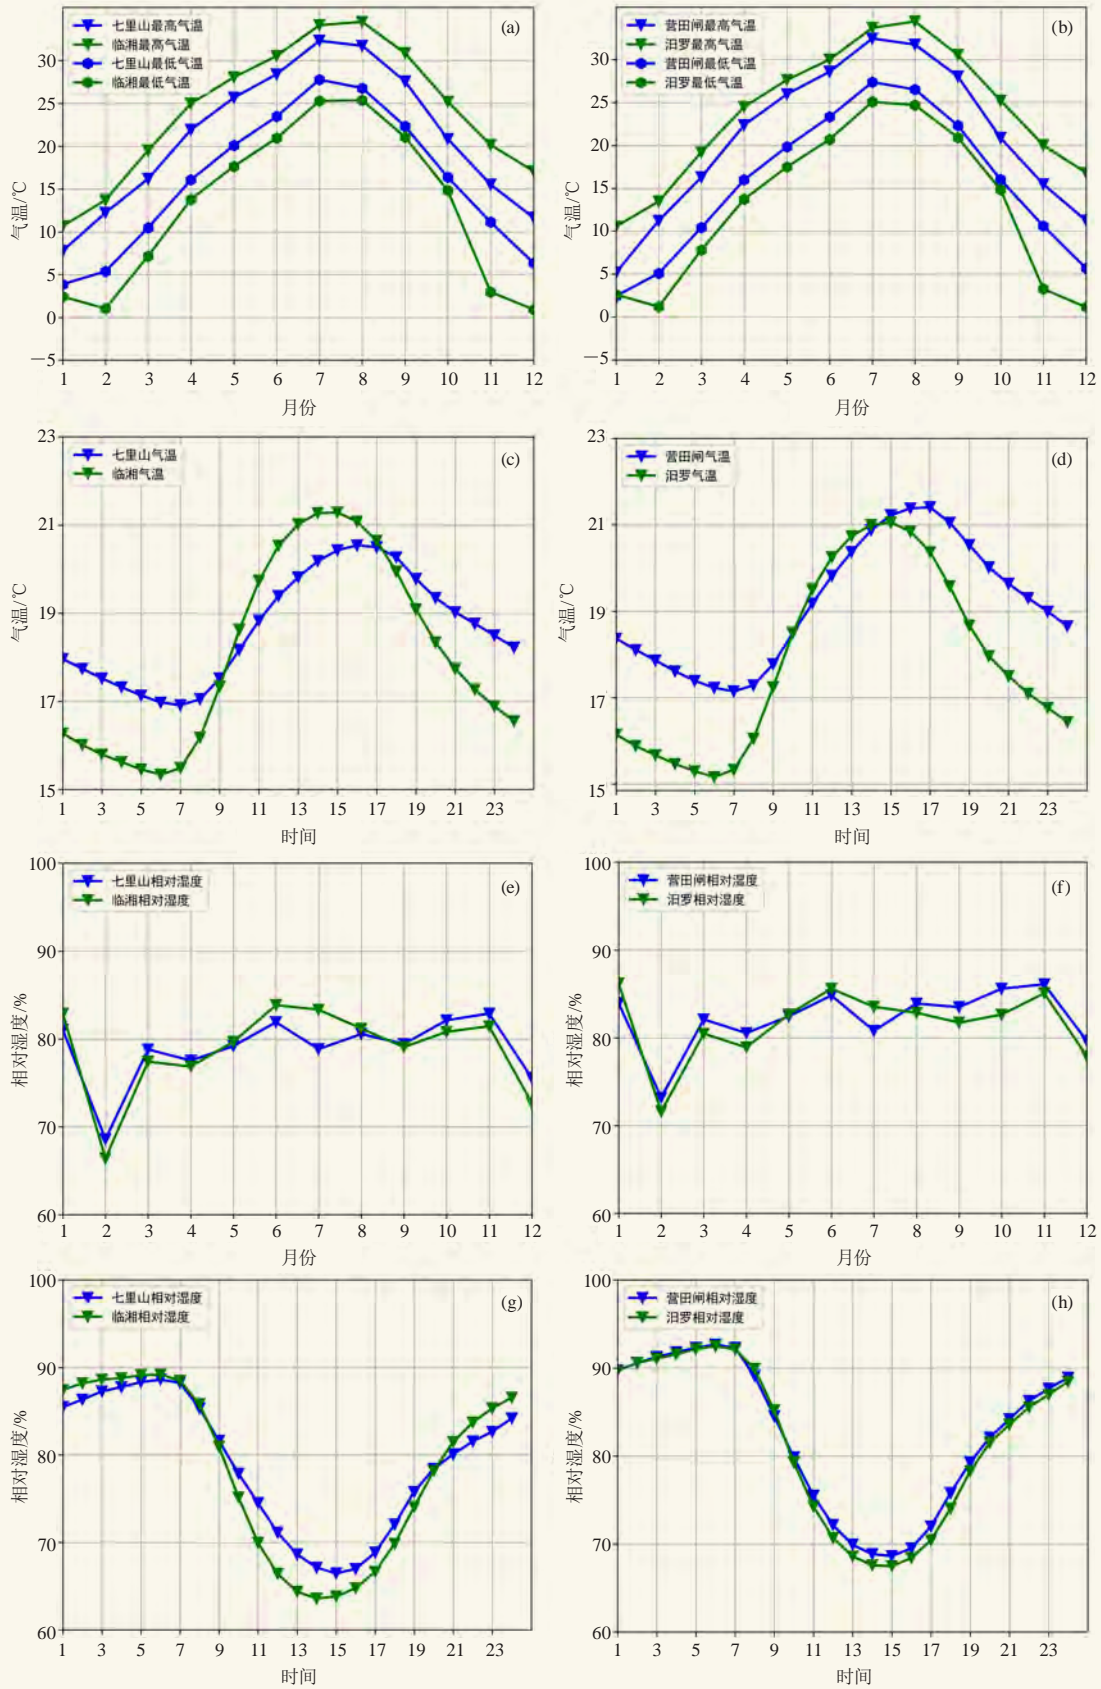 七里山最高气温
临湘最高气温
七里山最低气温
临湘最低气温
(a)
30
25
20
15
10
5
0
—5
气温/℃
1 2 3 4 5 6 7 8 9 10 11 12
月份
营田闸最高气温
汨罗最高气温
营田闸最低气温
汨罗最低气温
(b)
30
25
20
15
10
5
0
—5
气温/℃
1 2 3 4 5 6 7 8 9 10 11 12
月份
七里山气温
临湘气温
(c)
23
21
19
17
15
气温/℃
1 3 5 7 9 11 13 15 17 19 21 23
时间
营田闸气温
汨罗气温
(d)
23
21
19
17
15
气温/℃
1 3 5 7 9 11 13 15 17 19 21 23
时间
七里山相对湿度
临湘相对湿度
(e)
100
90
80
70
60
相对湿度/%
1 2 3 4 5 6 7 8 9 10 11 12
月份
营田闸相对湿度
汨罗相对湿度
(f)
100
90
80
70
60
相对湿度/%
1 2 3 4 5 6 7 8 9 10 11 12
月份
七里山相对湿度
临湘相对湿度
(g)
100
90
80
70
60
相对湿度/%
1 3 5 7 9 11 13 15 17 19 21 23
时间
营田闸相对湿度
汨罗相对湿度
(h)
100
90
80
70
60
相对湿度/%
1 3 5 7 9 11 13 15 17 19 21 23
时间